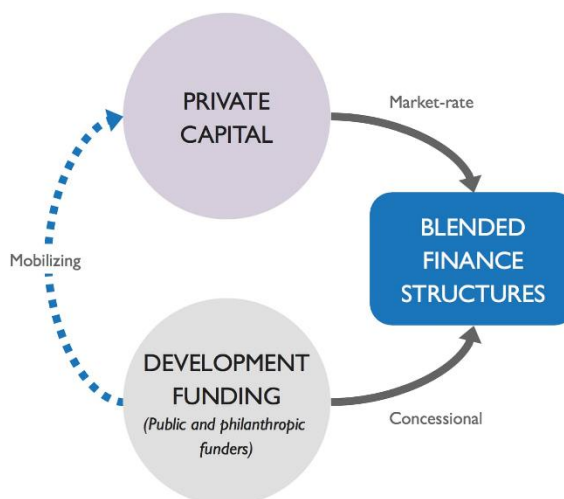 PRIVATE
CAPITAL
Market-rate
BLENDED
FINANCE
STRUCTURES
Mobilizing
DEVELOPMENT
FUNDING
(Public and philanthropic
funders)
Concessional